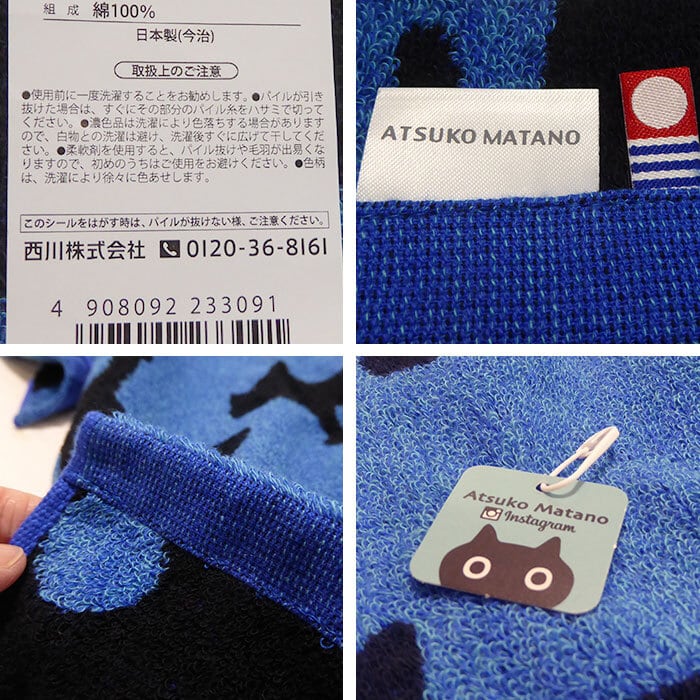 組成 綿100%
日本製(今治)
取扱上のご注意
●使用前に一度洗濯することをお勧めします。●パイルが引き
抜けた場合は、すぐにその部分のパイル糸をハサミで切って
ください。●濃色品は洗濯により色落ちする場合があります
ので、白物との洗濯は避け、洗濯後すぐに広げて干してくだ
さい。●柔軟剤を使用すると、パイル抜けや毛羽が出易くな
りますので、初めのうちはご使用をお避けください。●色柄
は、洗濯により徐々に色あせします。
このシールをはがす時は、パイルが抜けない様、ご注意ください。
西川株式会社 0120-36-8161
4 908092 233091
ATSUKO MATANO
Atsuko Matano
Instagram